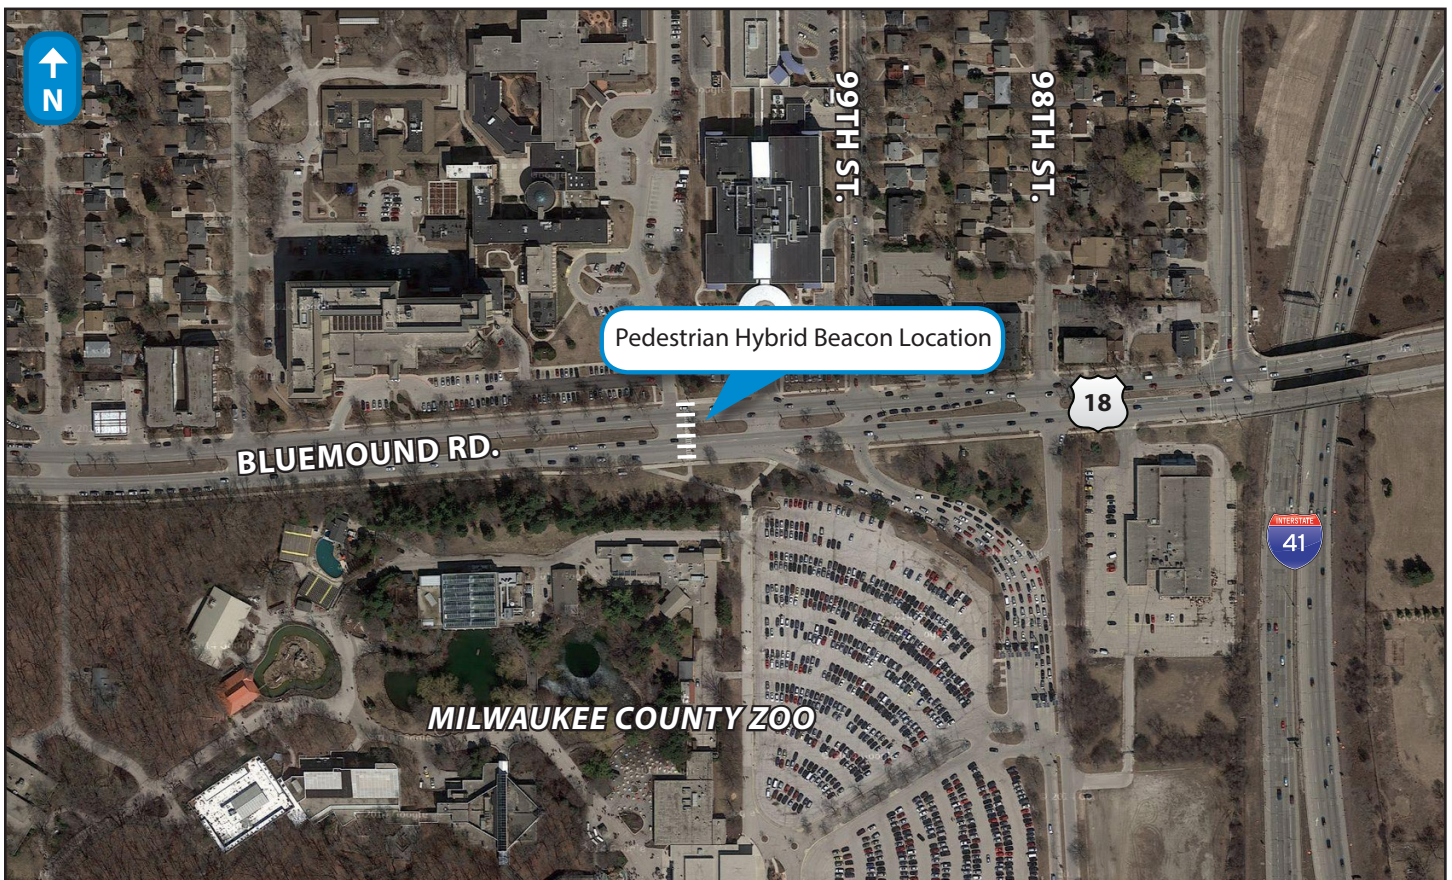 N
99TH ST.
98TH ST.
Pedestrian Hybrid Beacon Location
18
BLUEMOUND RD.
INTERSTATE
41
MILWAUKEE COUNTY ZOO